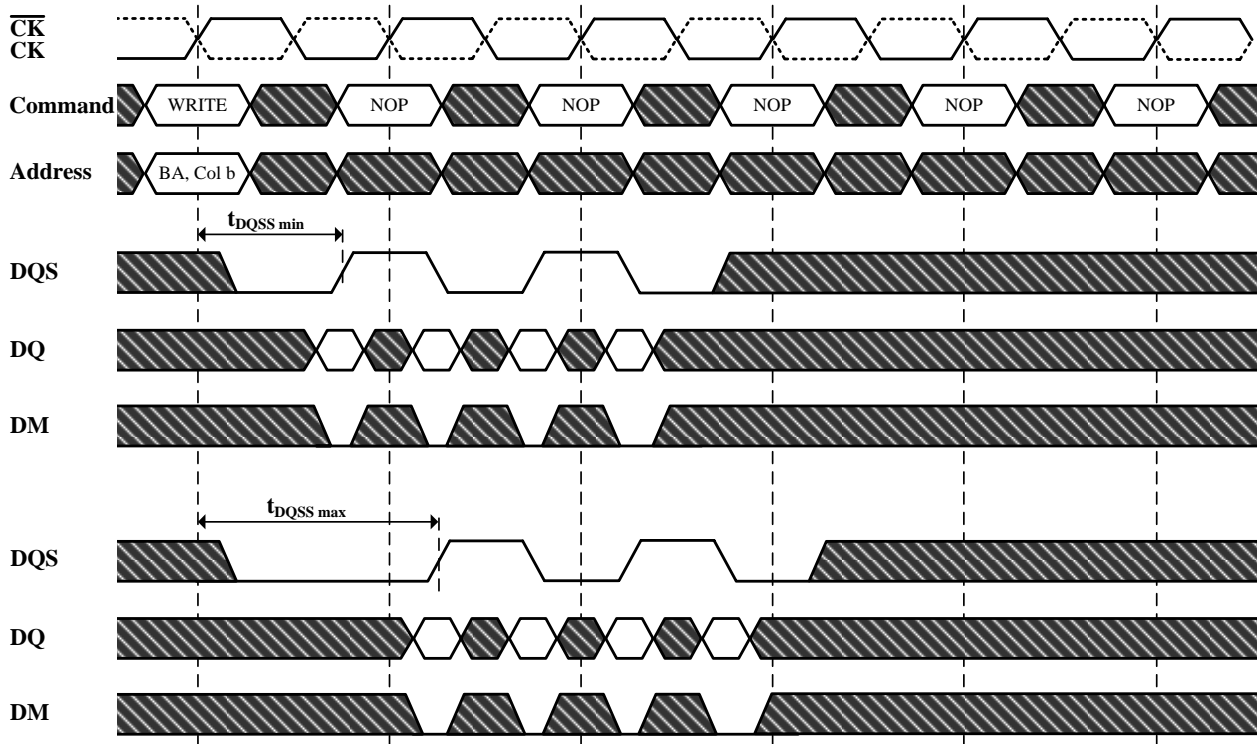 C̅K̅
CK
Command WRITE NOP NOP NOP NOP NOP
Address BA, Col b
tDQSS min
DQS
DQ
DM
tDQSS max
DQS
DQ
DM